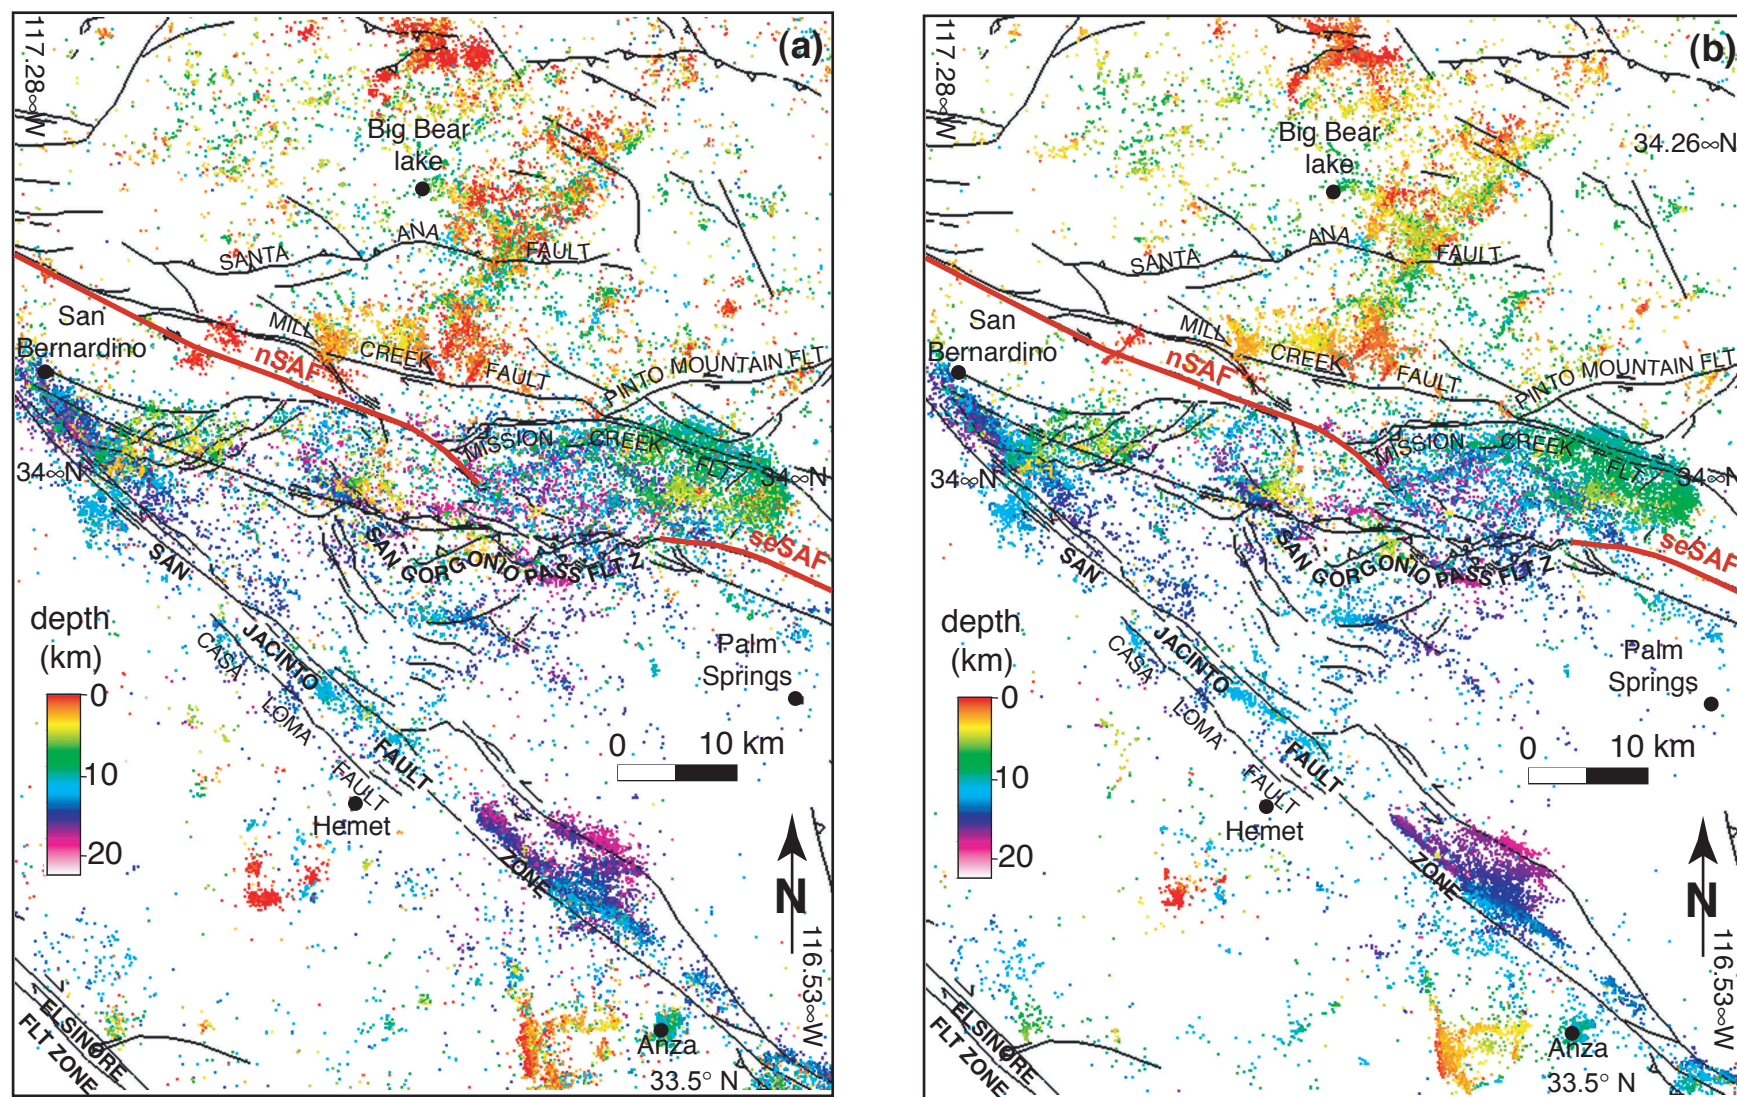 117.28∞W
(a)
Big Bear
lake
SANTA ANA FAULT
San
Bernardino
nSAF
MILL CREEK FAULT
PINTO MOUNTAIN FLT
MISSION CREEK FLT
34∞N
34∞N
seSAF
SAN GORGONIO PASS FLT Z
SAN JACINTO FAULT ZONE
CASA LOMA FAULT
depth
(km)
0
10
20
Palm
Springs
0 10 km
Hemet
N
116.53∞W
Anza
33.5° N
ELSINORE
FLT ZONE
117.28∞W
(b)
34.26∞N
Big Bear
lake
SANTA ANA FAULT
San
Bernardino
nSAF
MILL CREEK FAULT
PINTO MOUNTAIN FLT
MISSION CREEK FLT
34∞N
34∞N
seSAF
SAN GORGONIO PASS FLT Z
SAN JACINTO FAULT ZONE
CASA LOMA FAULT
depth
(km)
0
10
20
Palm
Springs
0 10 km
Hemet
N
116.53∞W
Anza
33.5° N
ELSINORE
FLT ZONE